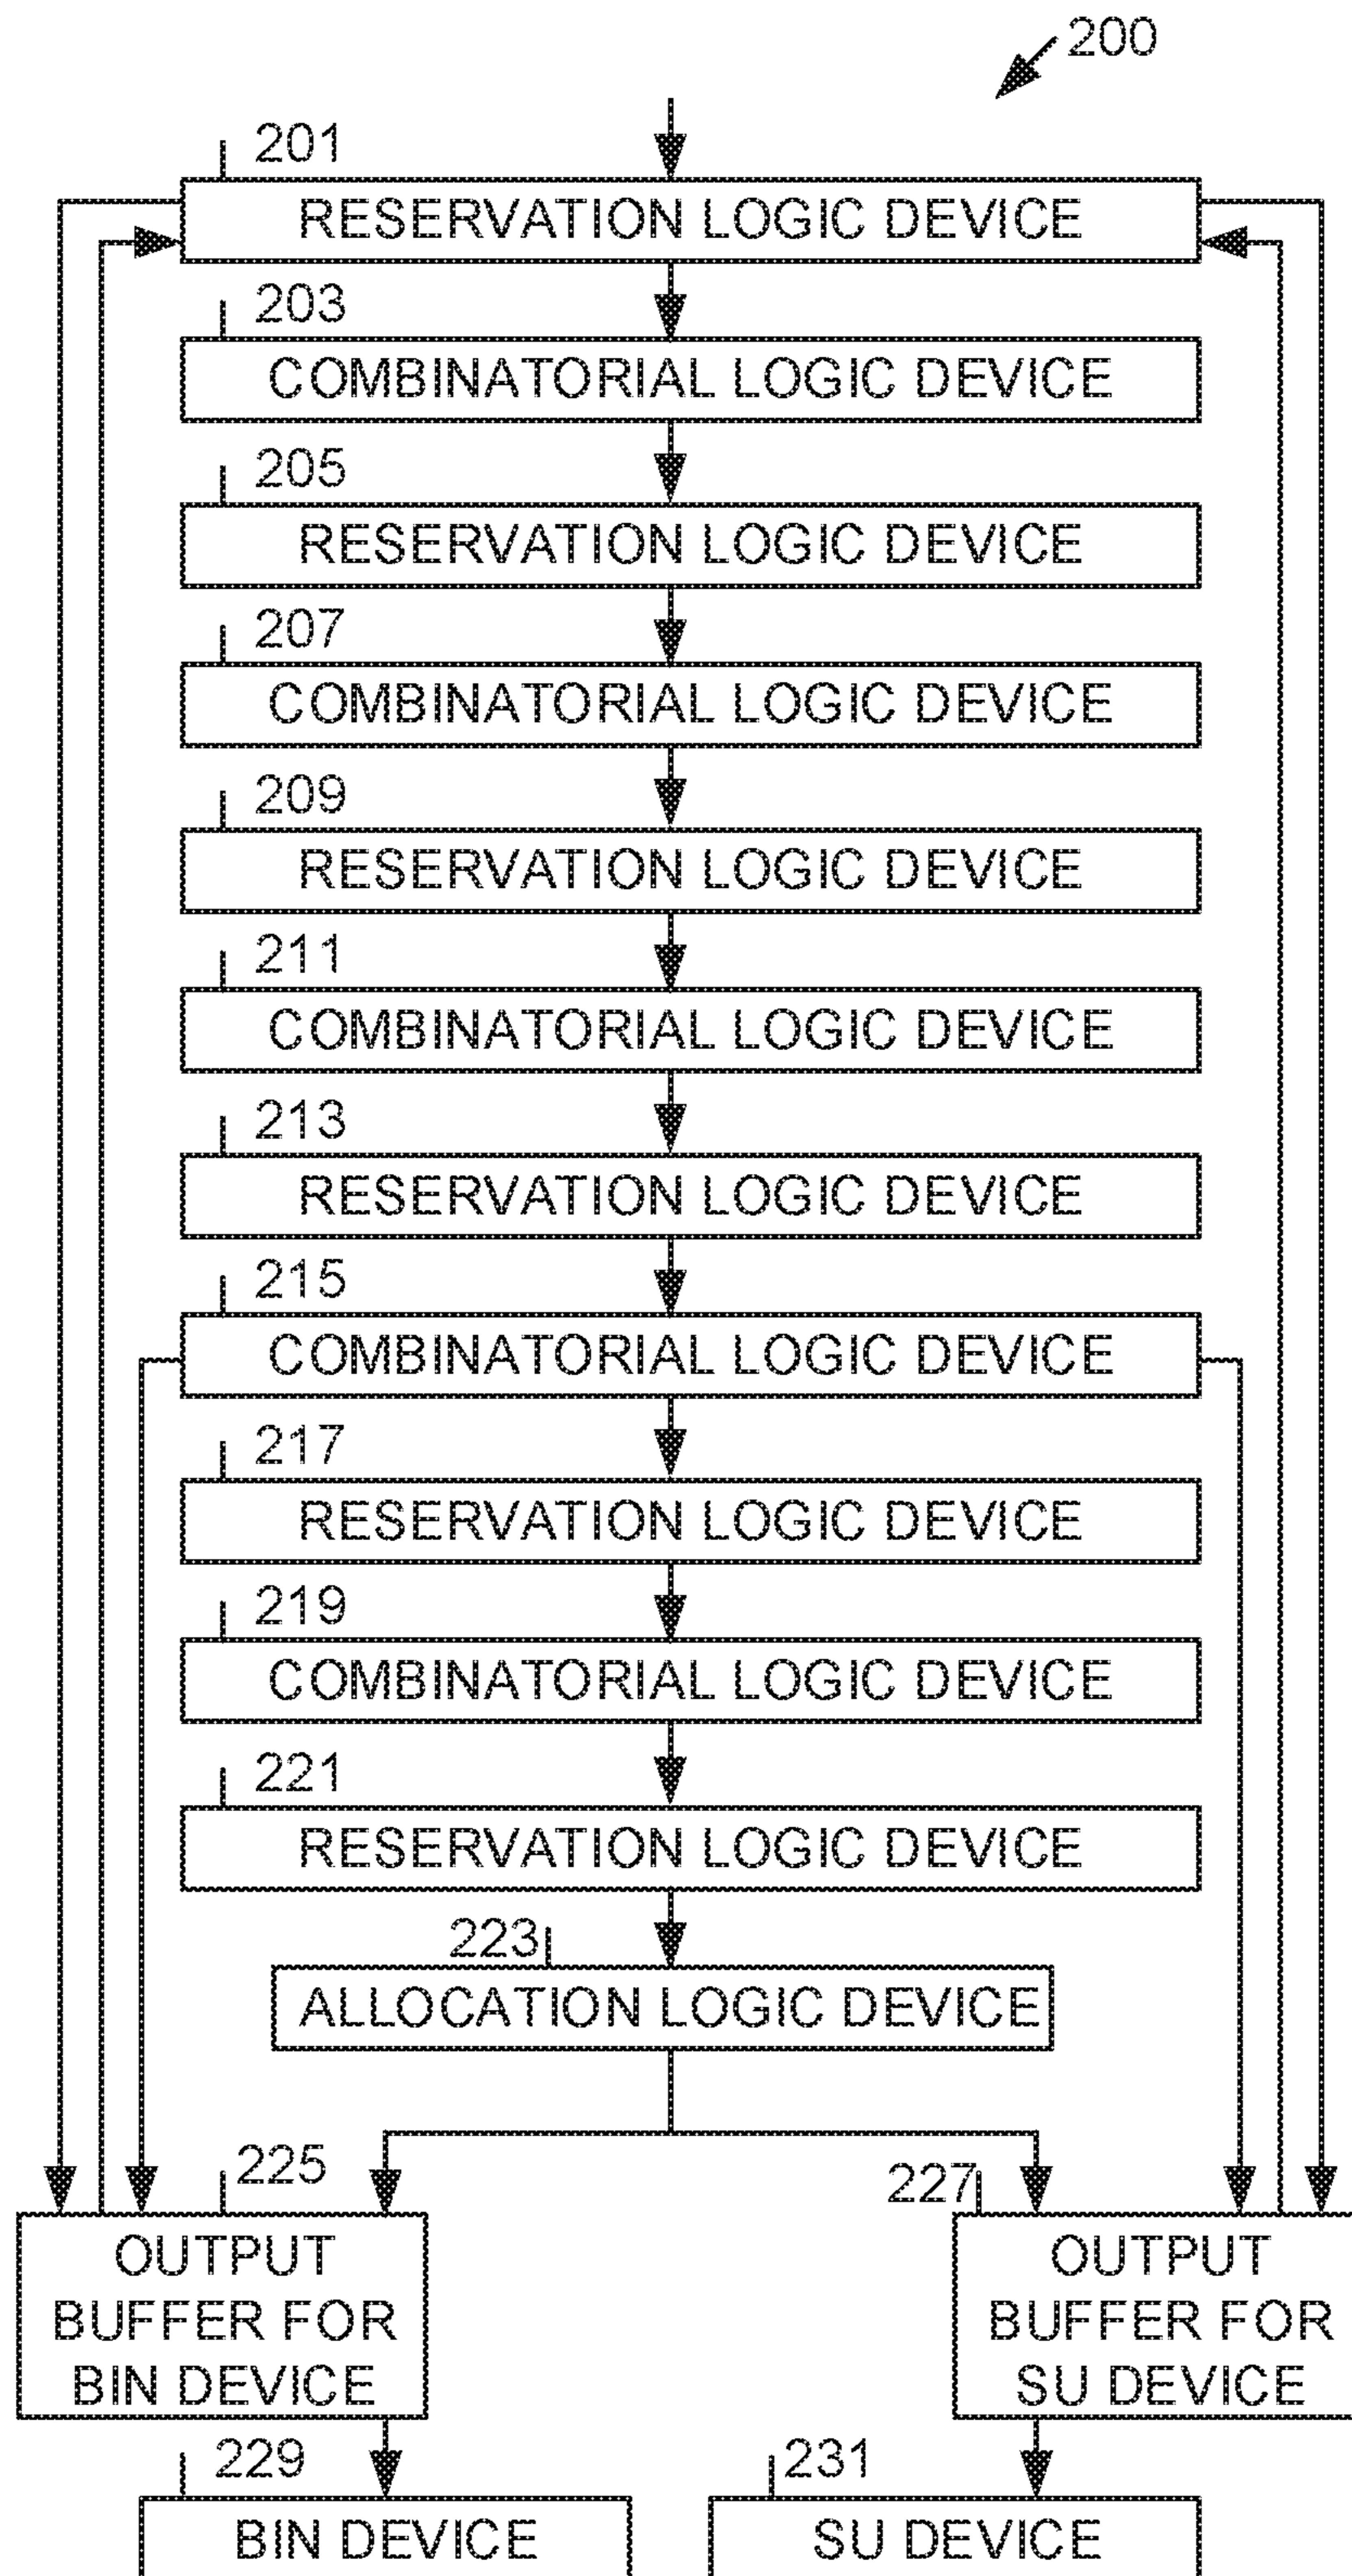 200
201
RESERVATION LOGIC DEVICE
203
COMBINATORIAL LOGIC DEVICE
205
RESERVATION LOGIC DEVICE
207
COMBINATORIAL LOGIC DEVICE
209
RESERVATION LOGIC DEVICE
211
COMBINATORIAL LOGIC DEVICE
213
RESERVATION LOGIC DEVICE
215
COMBINATORIAL LOGIC DEVICE
217
RESERVATION LOGIC DEVICE
219
COMBINATORIAL LOGIC DEVICE
221
RESERVATION LOGIC DEVICE
223
ALLOCATION LOGIC DEVICE
225
OUTPUT
BUFFER FOR
BIN DEVICE
227
OUTPUT
BUFFER FOR
SU DEVICE
229
BIN DEVICE
231
SU DEVICE